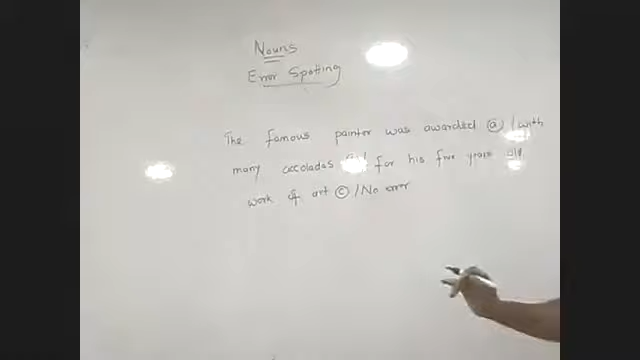 Nouns
Error Spotting
The famous painter was awarded ⓐ / with
many accolades / for his five years old
work of art ⓒ / No error